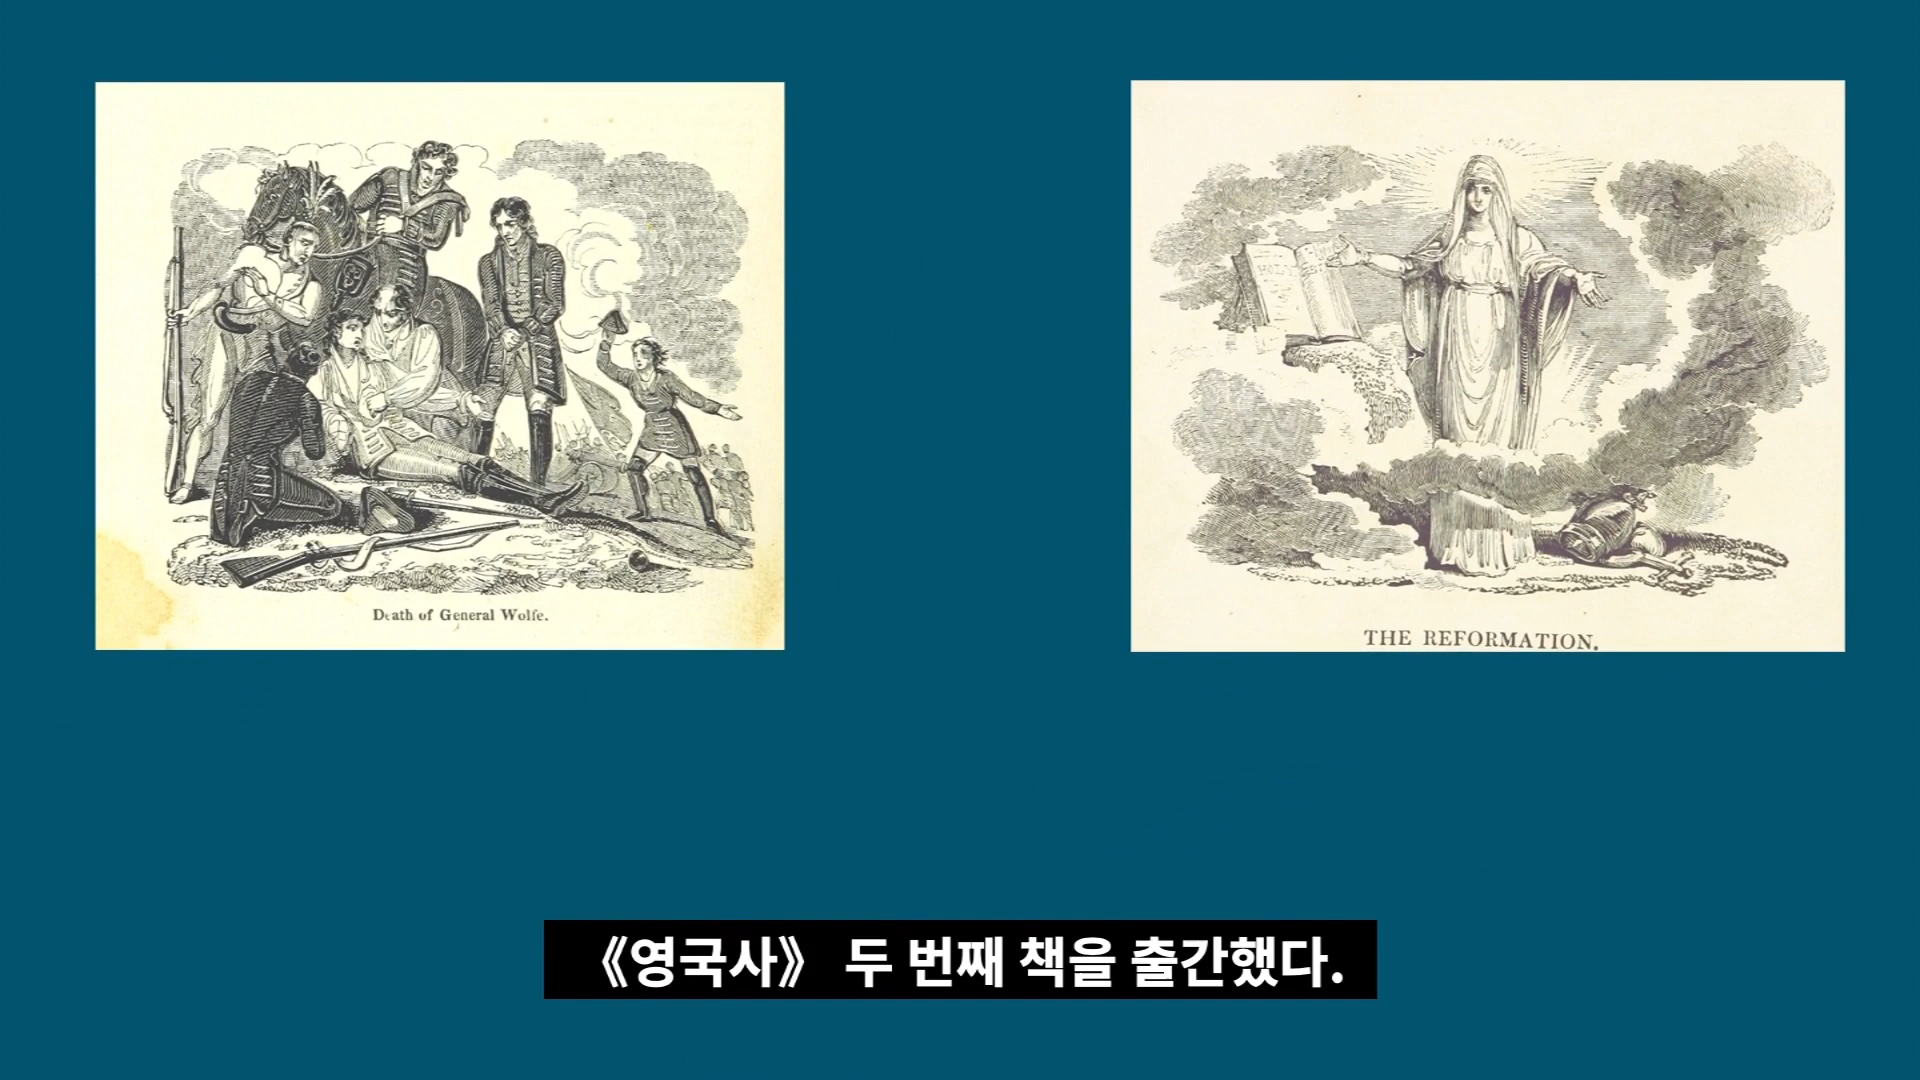 Death of General Wolfe.
THE REFORMATION.
《영국사》 두 번째 책을 출간했다.